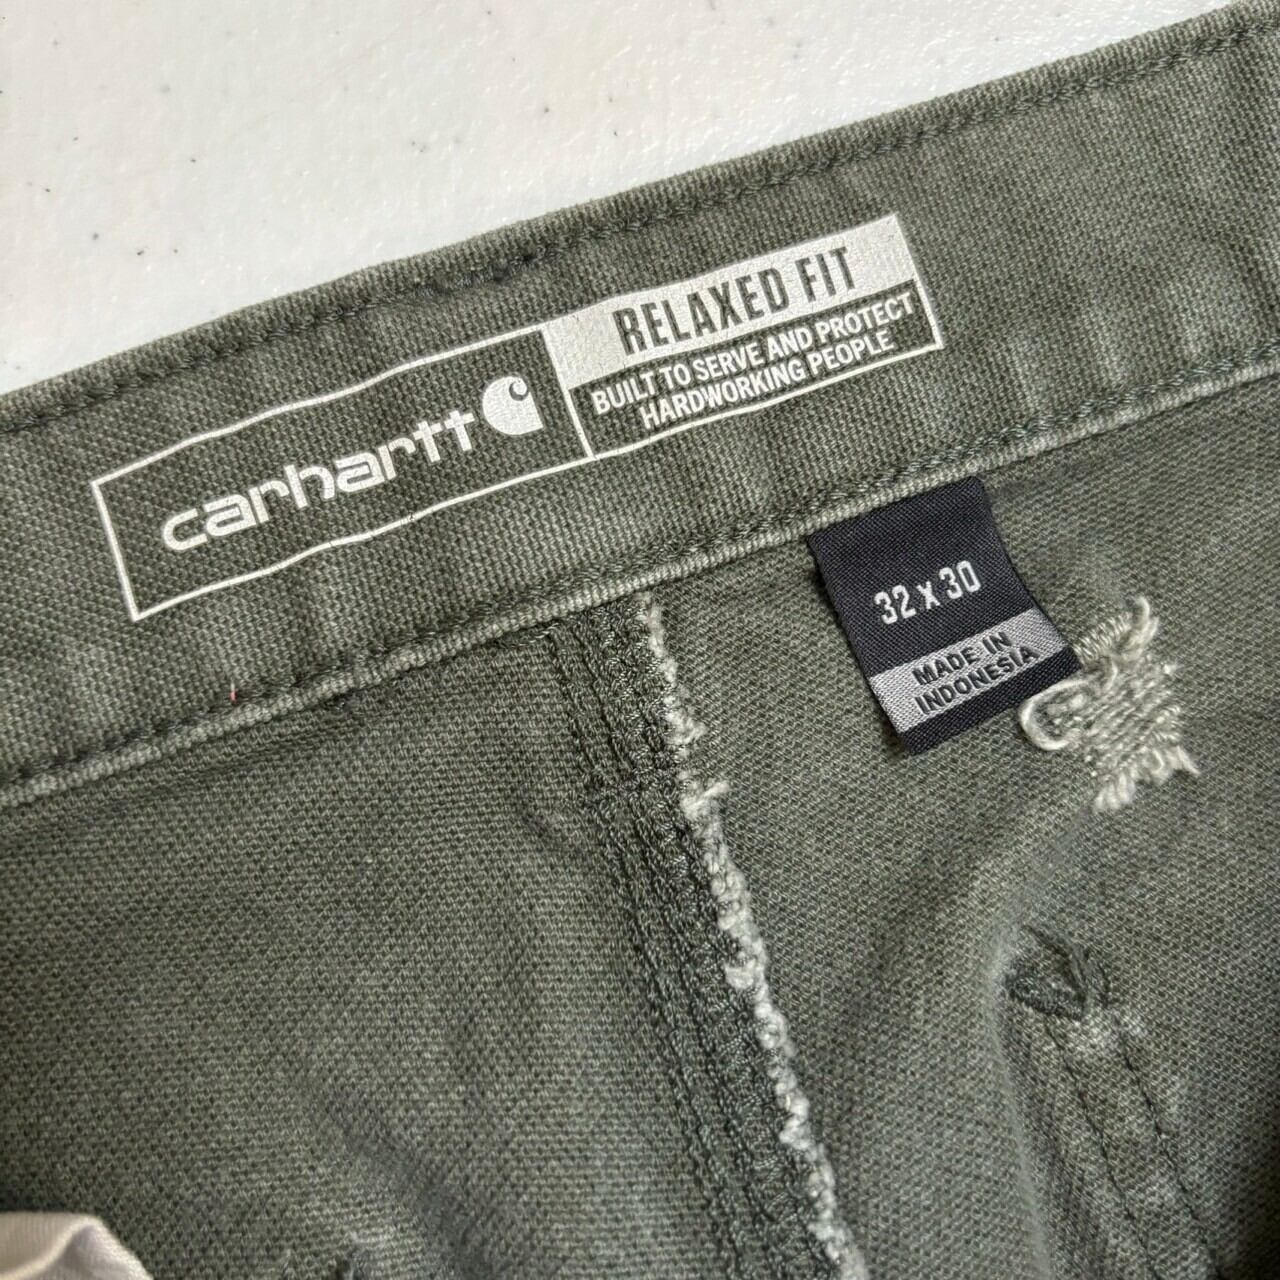 carhartt
RELAXED FIT
BUILT TO SERVE AND PROTECT
HARDWORKING PEOPLE
32 x 30
MADE IN
INDONESIA